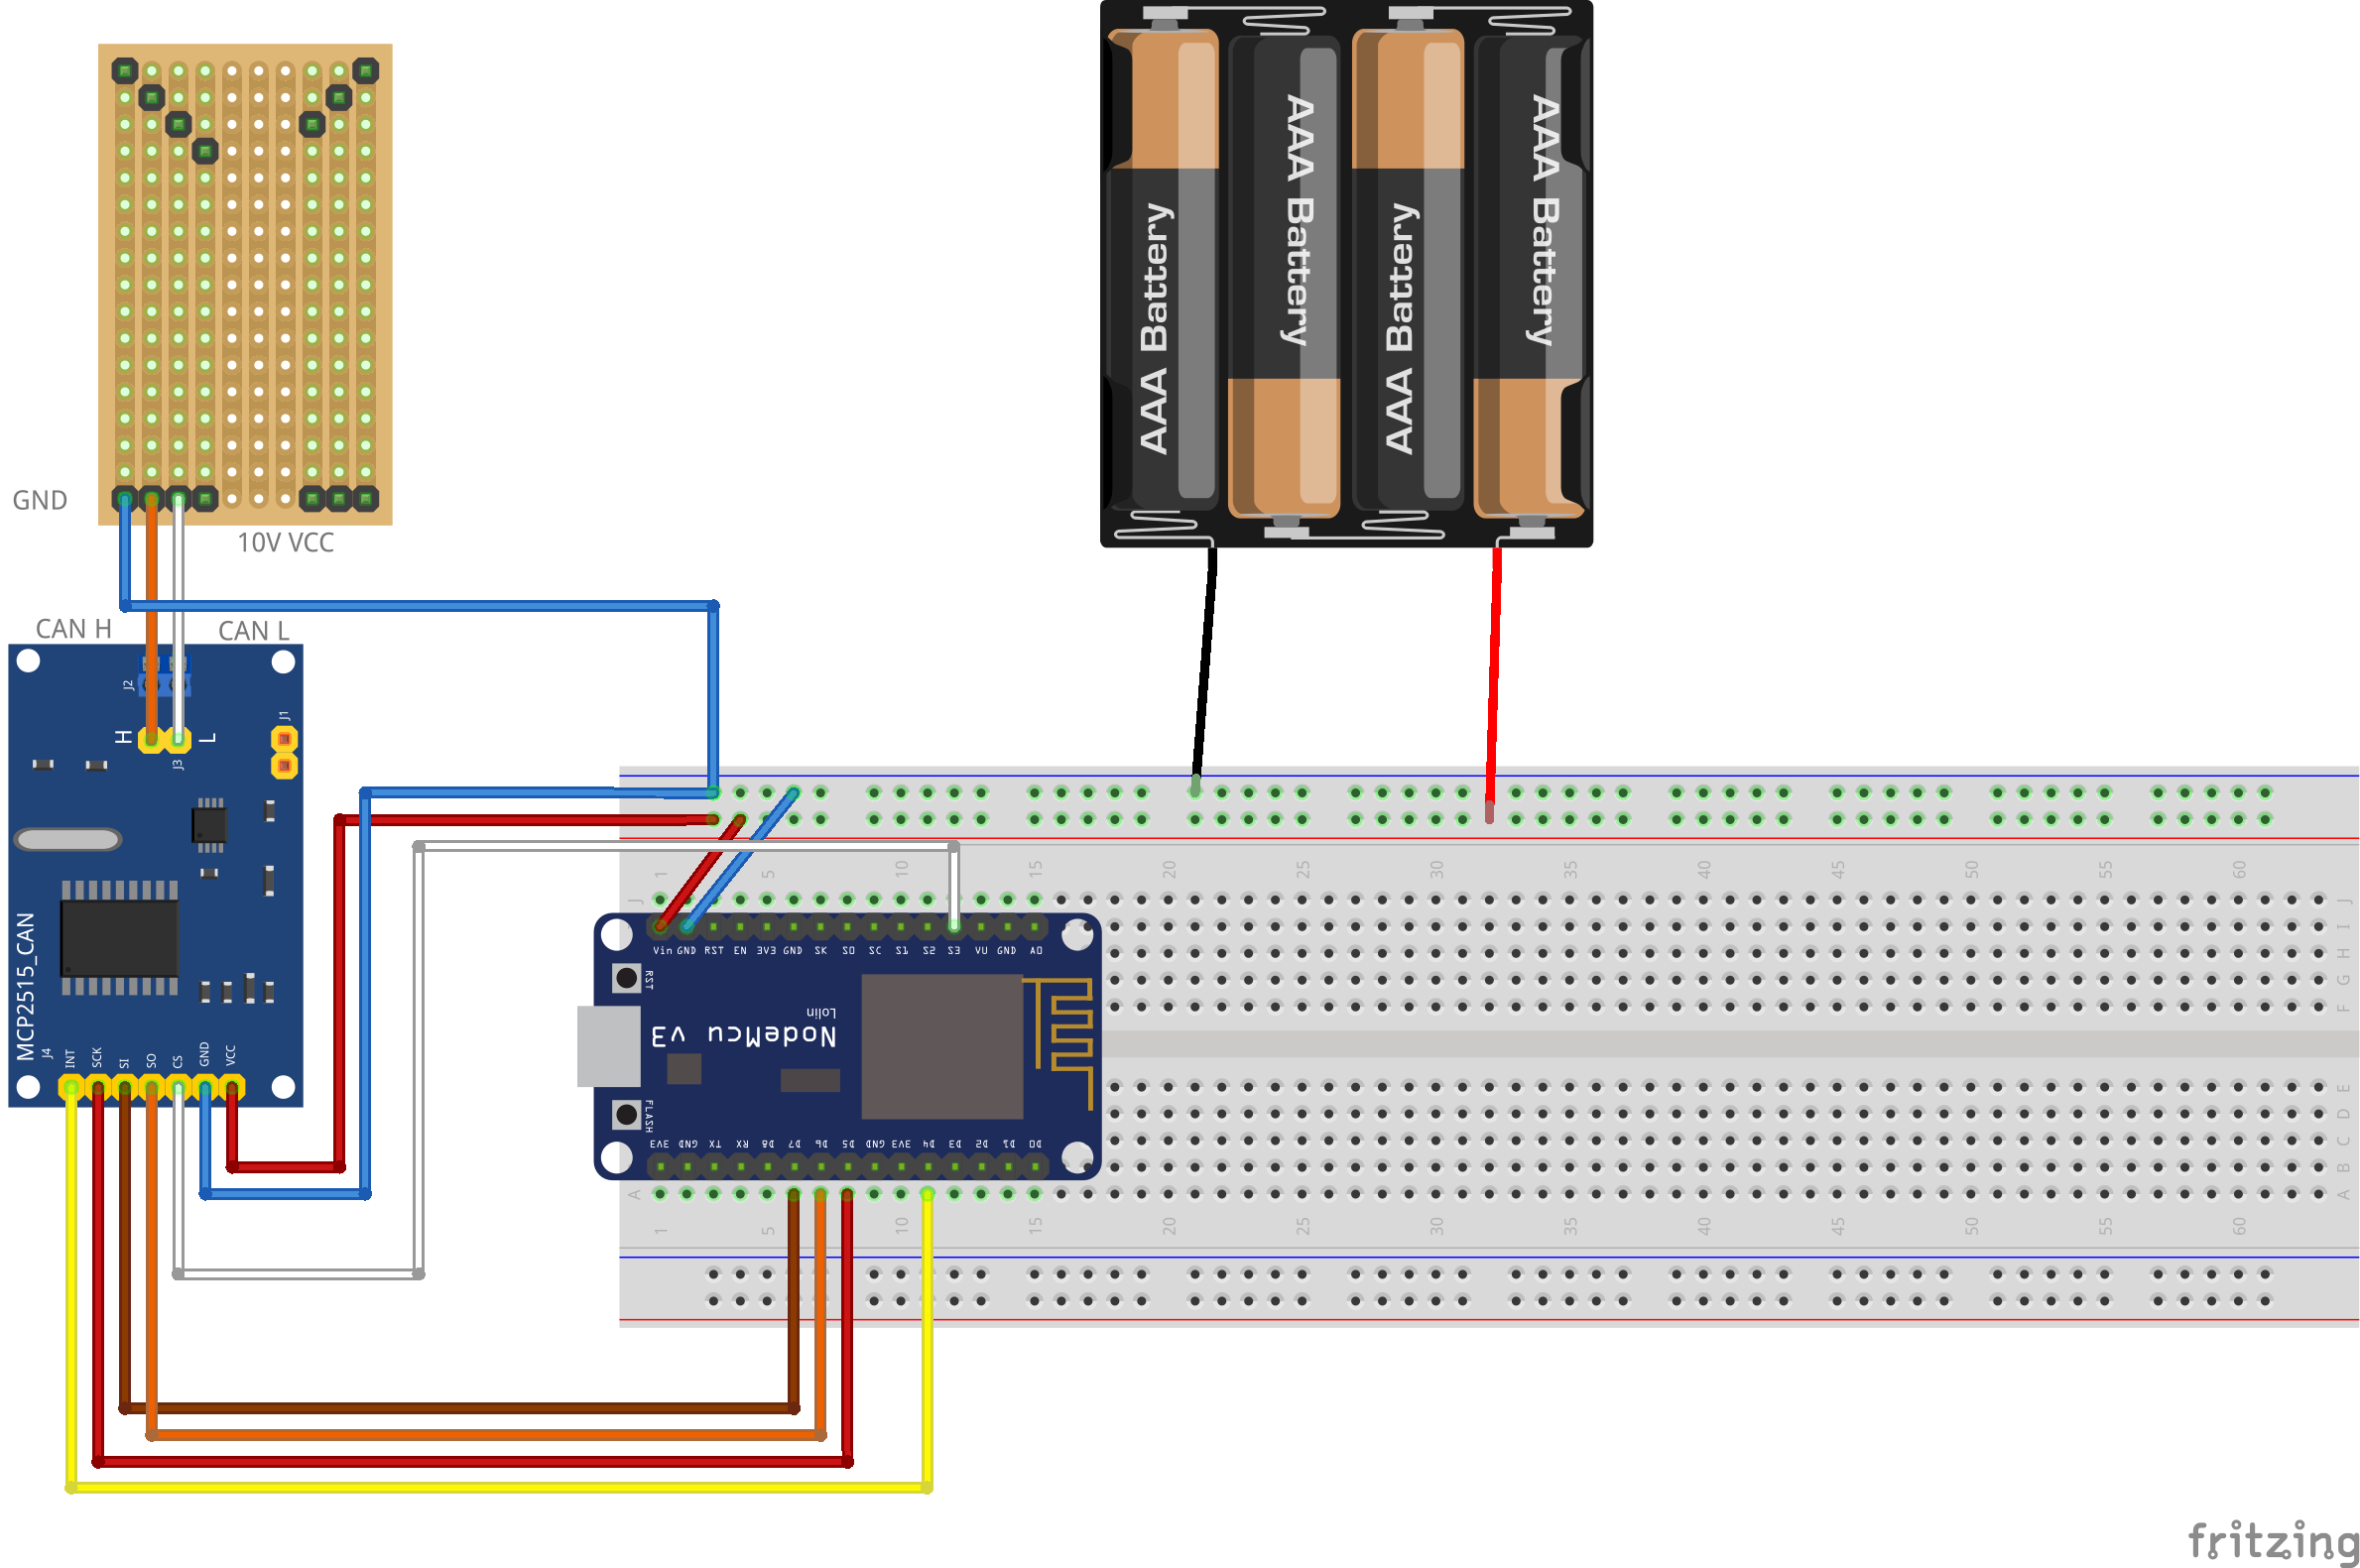 AAA Battery
AAA Battery
AAA Battery
AAA Battery
GND
10V VCC
CAN H
CAN L
J2
J1
H
L
J3
MCP2515_CAN
J4
INT
SCK
SI
SO
CS
GND
VCC
1
5
10
15
20
25
30
35
40
45
50
55
60
J
J
I
H
G
F
Vin GND RST EN 3V3 GND SK SO SC S1 S2 S3 VU GND A0
RST
Lolin
NodeMcu v3
FLASH
3V3 GND TX RX D8 D7 D6 D5 GND 3V3 D4 D3 D2 D1 D0
E
D
C
B
A
A
1
5
10
15
20
25
30
35
40
45
50
55
60
fritzing